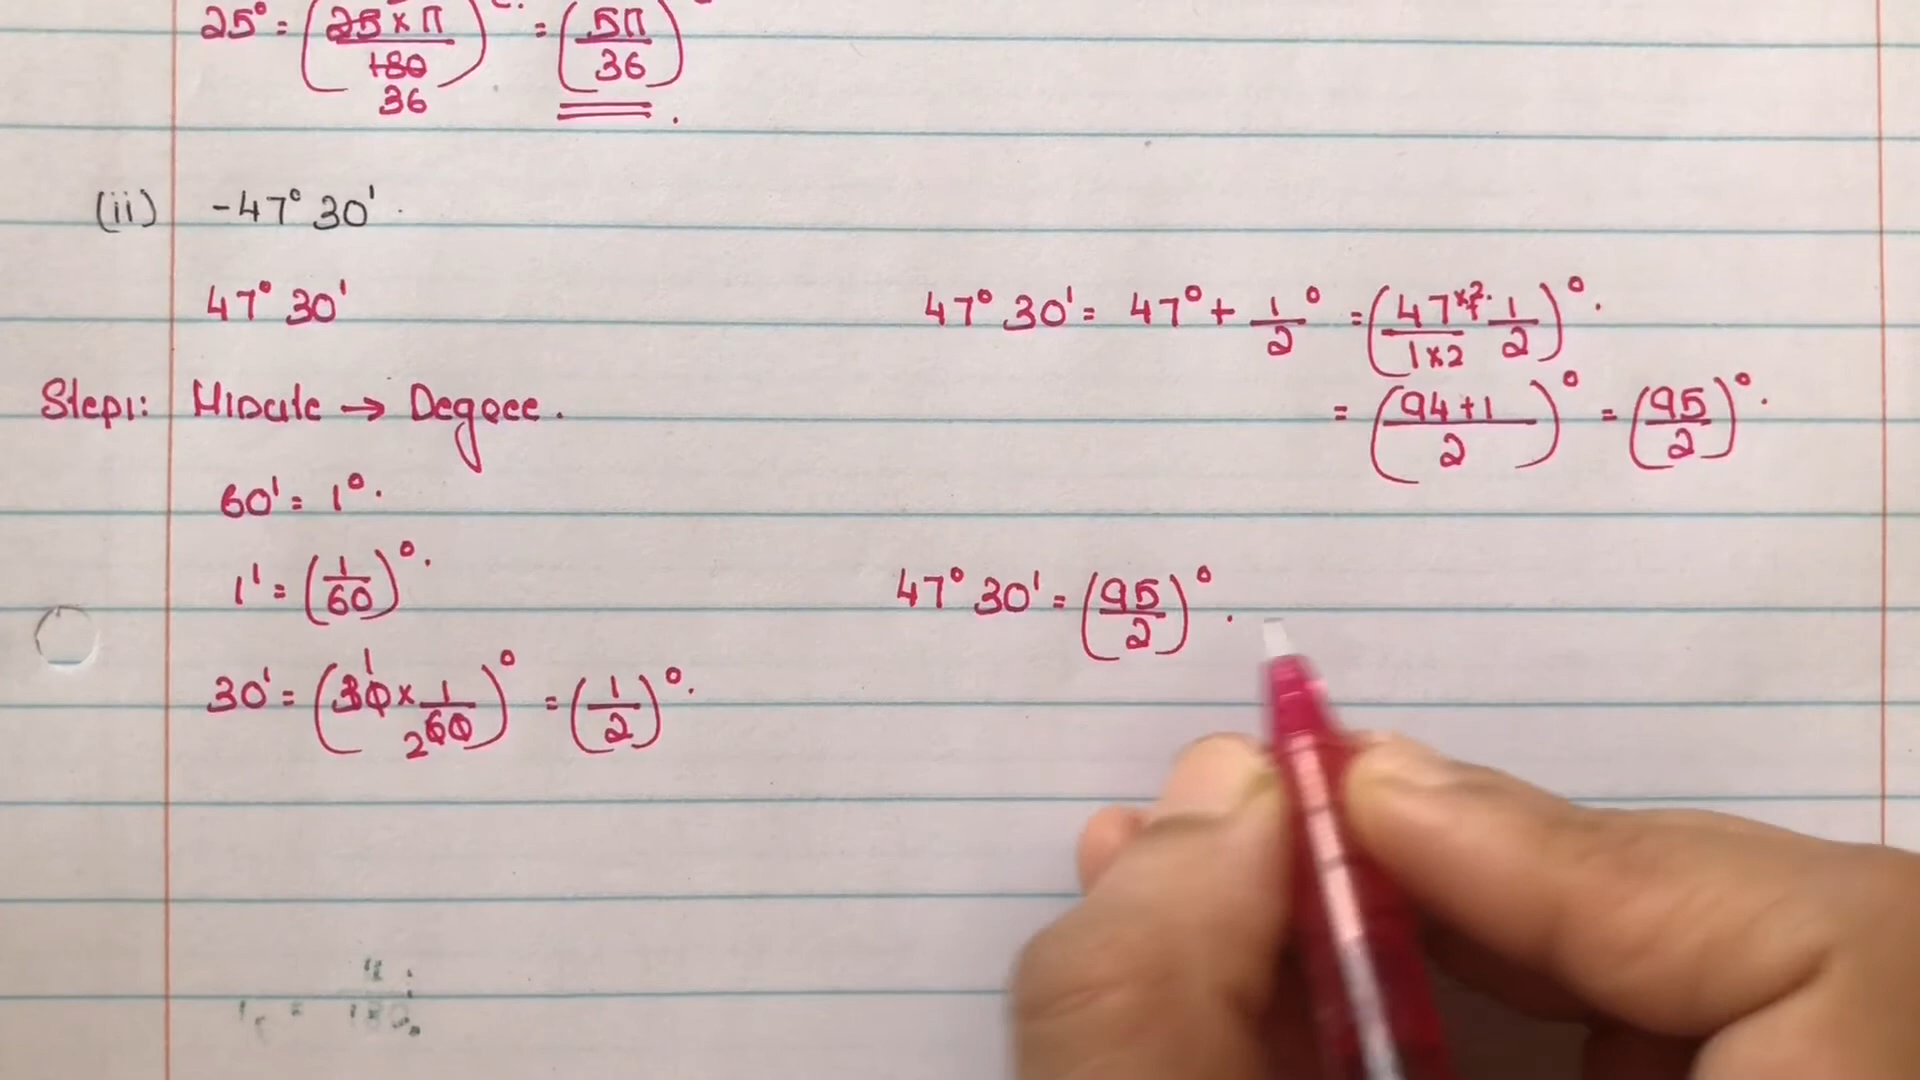 25° = (25 × π / 180 36)ᶜ = (5π / 36)ᶜ.
(ii) -47° 30'.
47° 30'
Step1: Minute → Degree.
60' = 1°.
1' = (1/60)°.
30' = (30 1 × 1 / 2 60)° = (1/2)°.
47° 30' = 47° + 1/2° = (47×2 / 1×2 + 1/2)°.
= (94+1 / 2)° = (95/2)°.
47° 30' = (95/2)°.